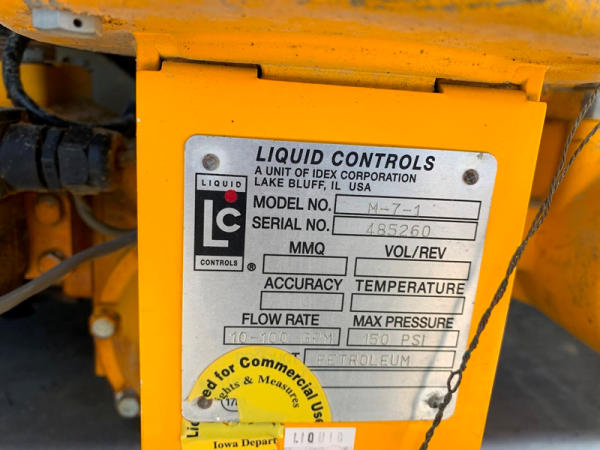 LIQUID CONTROLS
A UNIT OF IDEX CORPORATION
LAKE BLUFF, IL USA
LIQUID
LC
CONTROLS
®
MODEL NO. M-7-1
SERIAL NO. 485260
MMQ VOL/REV
ACCURACY TEMPERATURE
FLOW RATE MAX PRESSURE
10-100 GPM 150 PSI
PETROLEUM
for Commercial Use
Weights & Measures
Iowa Depart
LIQUID